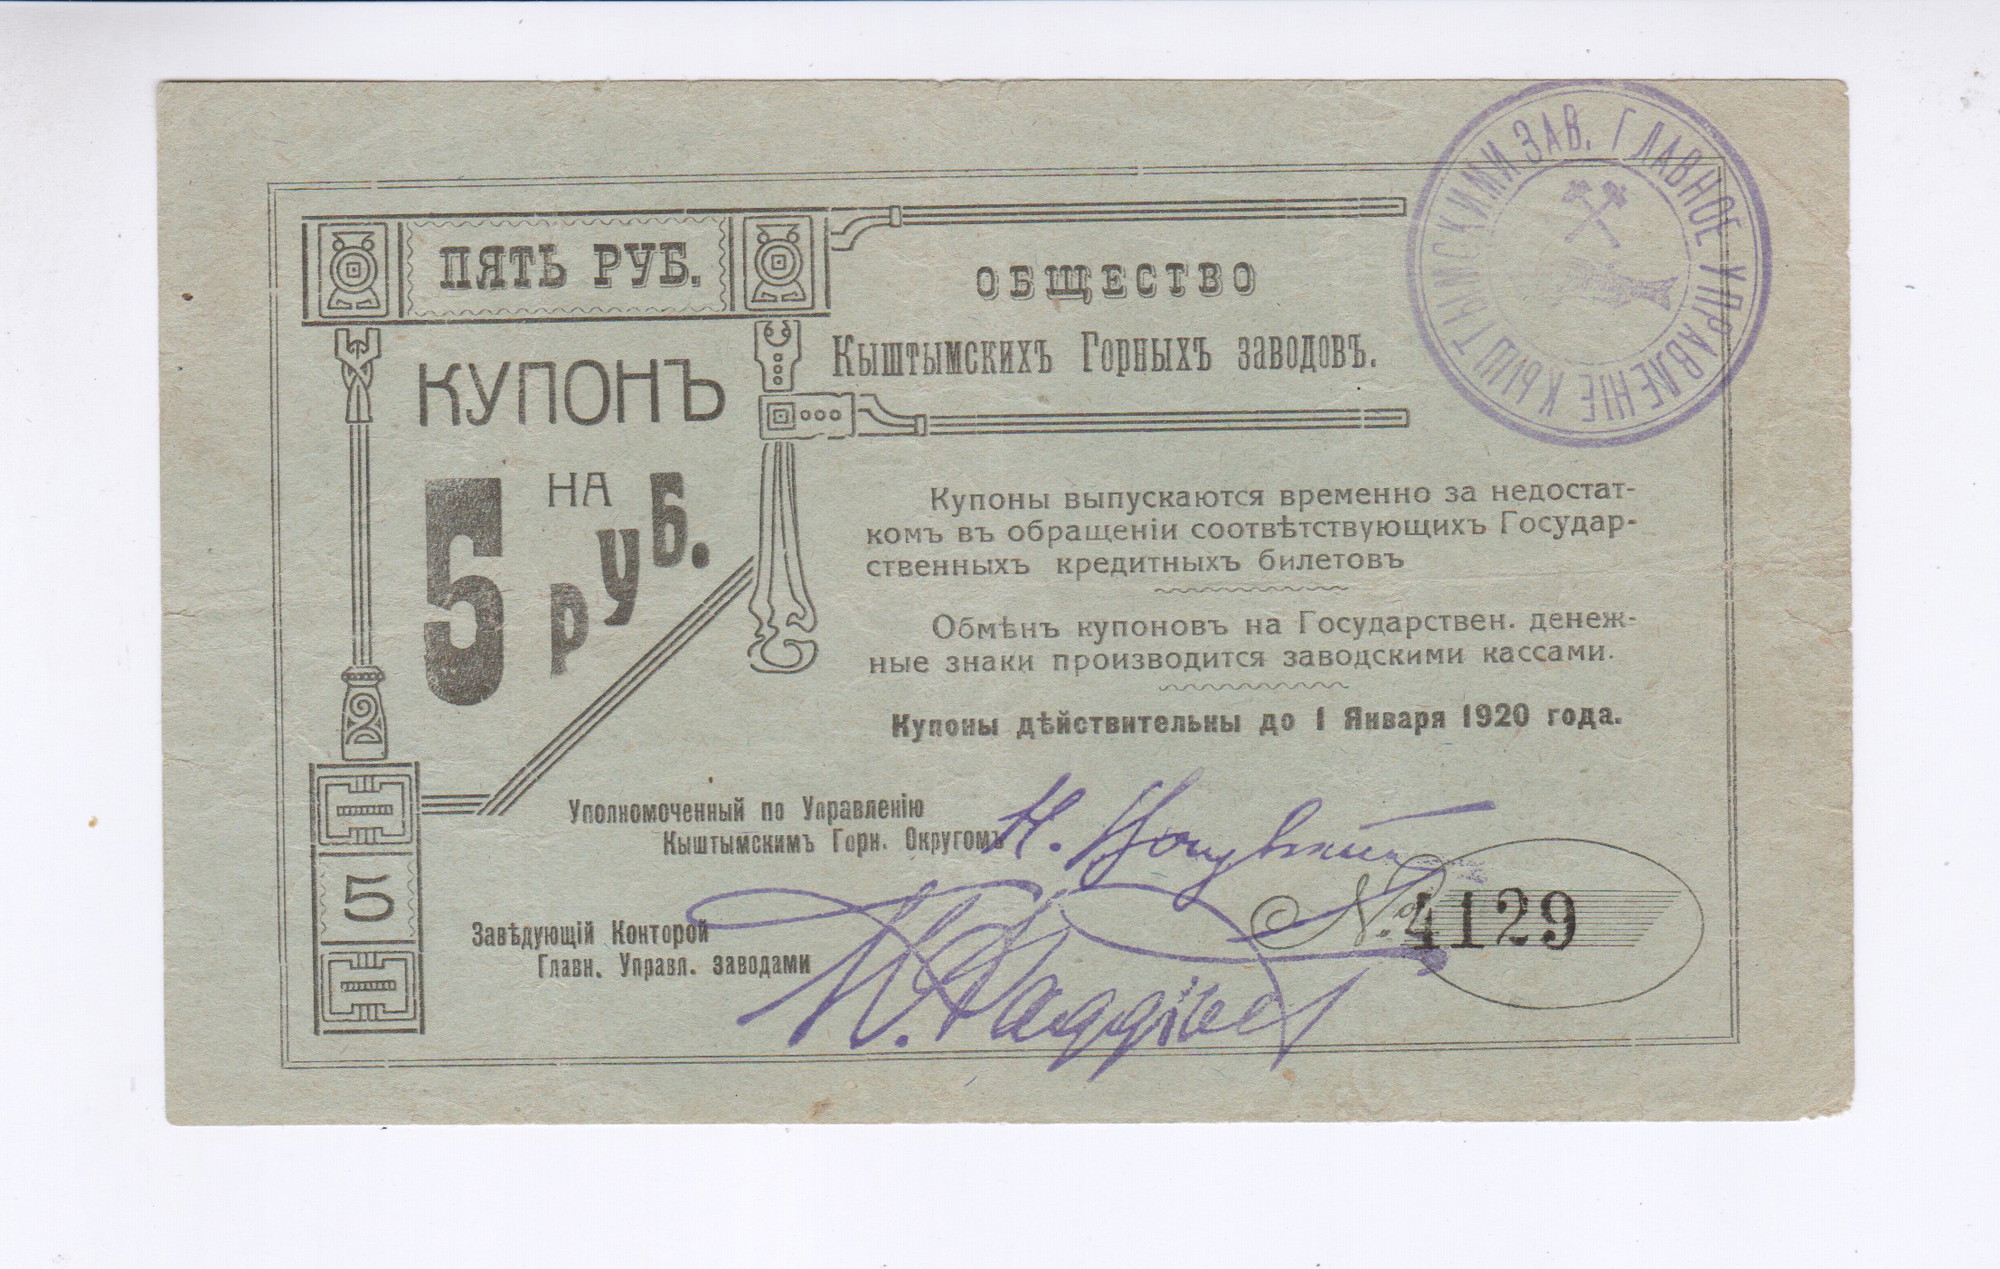 ПЯТЬ РУБ.
КУПОНЪ
НА
5 РУБ.
5
ОБЩЕСТВО
Кыштымскихъ Горныхъ заводовъ.
ГЛАВНОЕ УПРАВЛЕНІЕ КЫШТЫМСКИМИ ЗАВ.
Купоны выпускаются временно за недостат-
комъ въ обращеніи соотвѣтствующихъ Государ-
ственныхъ кредитныхъ билетовъ
Обмѣнъ купоновъ на Государствен. денеж-
ные знаки производится заводскими кассами.
Купоны дѣйствительны до 1 Января 1920 года.
Уполномоченный по Управленію
Кыштымскимъ Горн. Округомъ
Завѣдующій Конторой
Главн. Управл. заводами
№ 4129